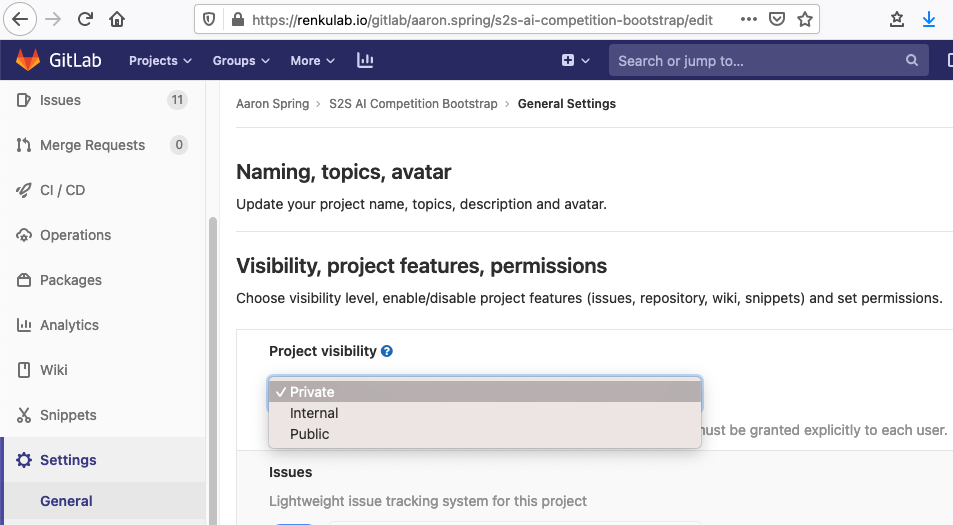 https://renkulab.io/gitlab/aaron.spring/s2s-ai-competition-bootstrap/edit
GitLab Projects Groups More Search or jump to...
Issues 11
Merge Requests 0
CI / CD
Operations
Packages
Analytics
Wiki
Snippets
Settings
General
Aaron Spring › S2S AI Competition Bootstrap › General Settings
Naming, topics, avatar
Update your project name, topics, description and avatar.
Visibility, project features, permissions
Choose visibility level, enable/disable project features (issues, repository, wiki, snippets) and set permissions.
Project visibility ?
✓ Private
Internal
Public
must be granted explicitly to each user.
Issues
Lightweight issue tracking system for this project